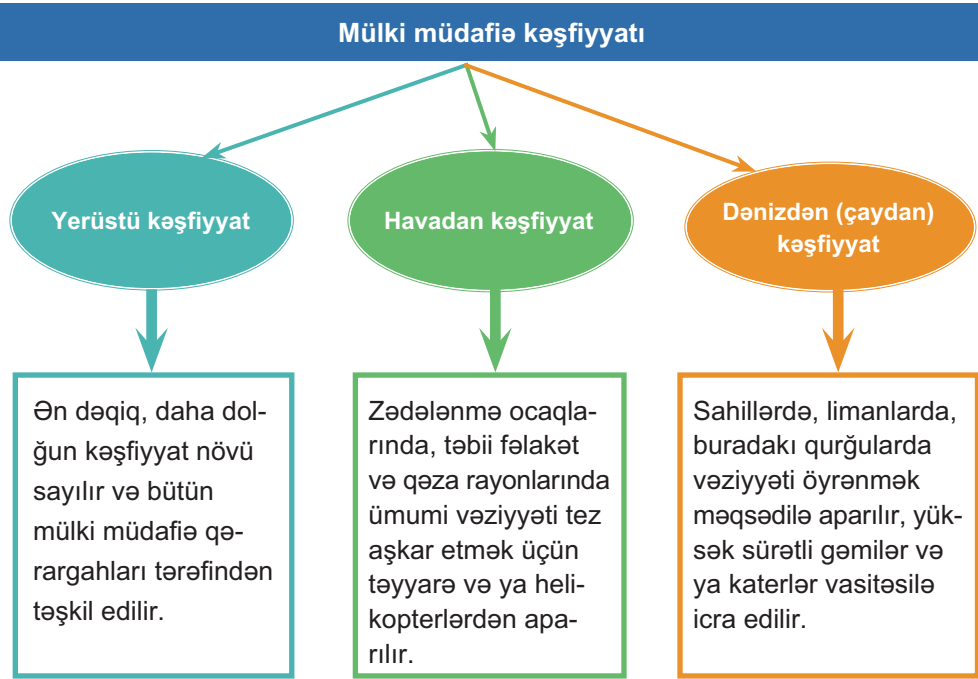 Mülki müdafiə kəşfiyyatı
Yerüstü kəşfiyyat
Havadan kəşfiyyat
Dənizdən (çaydan)
kəşfiyyat
Ən dəqiq, daha dol-
ğun kəşfiyyat növü
sayılır və bütün
mülki müdafiə qə-
rargahları tərəfindən
təşkil edilir.
Zədələnmə ocaqla-
rında, təbii fəlakət
və qəza rayonlarında
ümumi vəziyyəti tez
aşkar etmək üçün
təyyarə və ya heli-
kopterlərdən apa-
rılır.
Sahillərdə, limanlarda,
buradakı qurğularda
vəziyyəti öyrənmək
məqsədilə aparılır, yük-
sək sürətli gəmilər və
ya katerlər vasitəsilə
icra edilir.